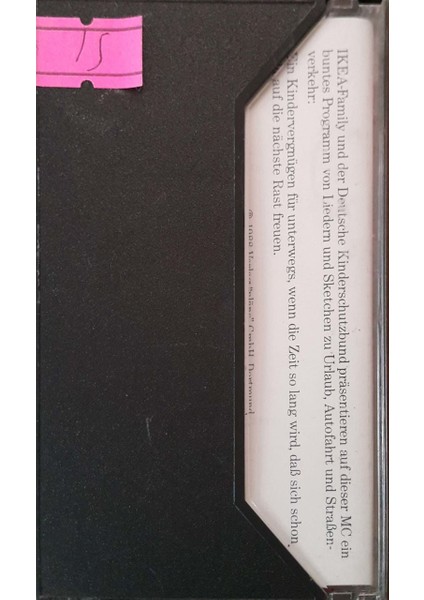 15
IKEA-Family und der Deutsche Kinderschutzbund präsentieren auf dieser MC ein
buntes Programm von Liedern und Sketchen zu Urlaub, Autofahrt und Straßen-
verkehr:
Ein Kindervergnügen für unterwegs, wenn die Zeit so lang wird, daß sich schon
auf die nächste Rast freuen.
GmbH Dortmund